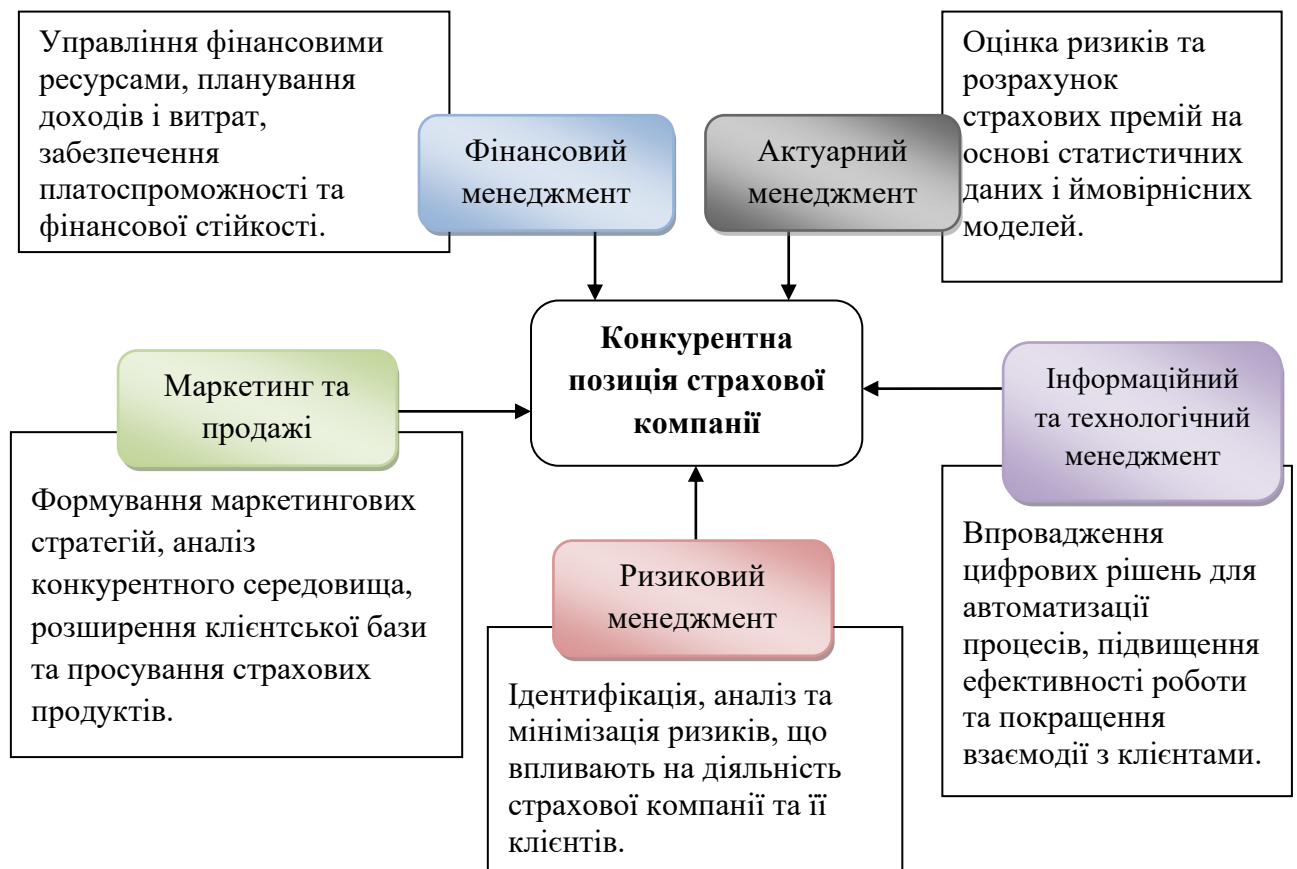 Управління фінансовими
ресурсами, планування
доходів і витрат,
забезпечення
платоспроможності та
фінансової стійкості.
Фінансовий
менеджмент
Актуарний
менеджмент
Оцінка ризиків та
розрахунок
страхових премій на
основі статистичних
даних і ймовірнісних
моделей.
Конкурентна
позиція страхової
компанії
Маркетинг та
продажі
Формування маркетингових
стратегій, аналіз
конкурентного середовища,
розширення клієнтської бази
та просування страхових
продуктів.
Ризиковий
менеджмент
Ідентифікація, аналіз та
мінімізація ризиків, що
впливають на діяльність
страхової компанії та її
клієнтів.
Інформаційний
та технологічний
менеджмент
Впровадження
цифрових рішень для
автоматизації
процесів, підвищення
ефективності роботи
та покращення
взаємодії з клієнтами.